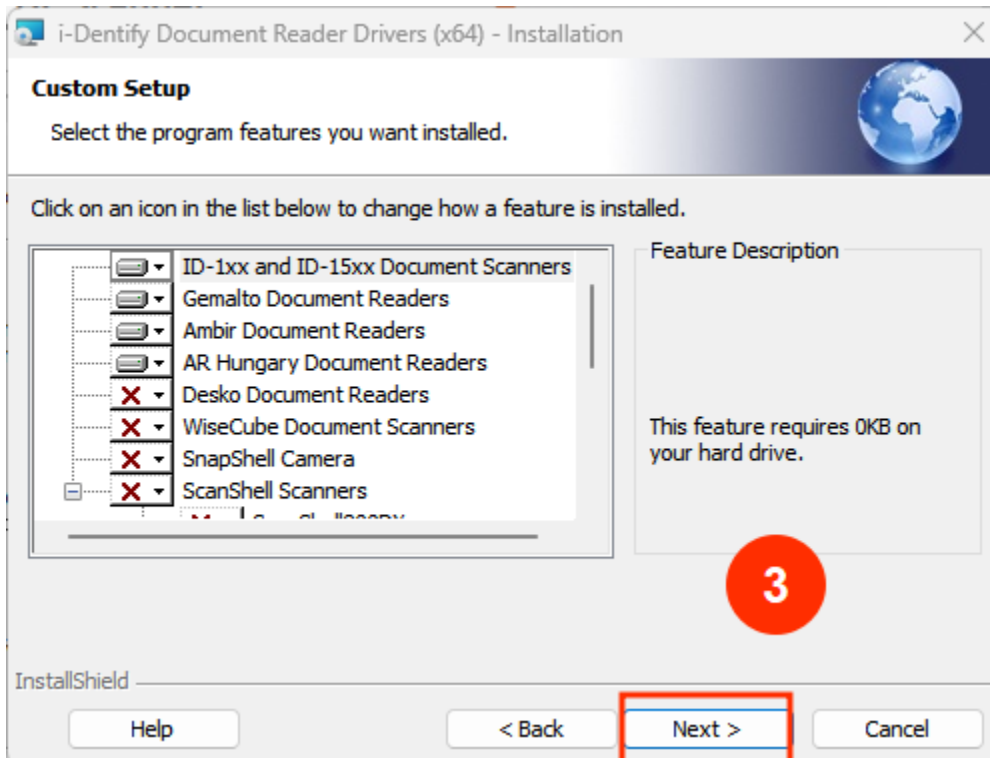 i-Dentify Document Reader Drivers (x64) - Installation
Custom Setup
Select the program features you want installed.
Click on an icon in the list below to change how a feature is installed.
ID-1xx and ID-15xx Document Scanners
Gemalto Document Readers
Ambir Document Readers
AR Hungary Document Readers
Desko Document Readers
WiseCube Document Scanners
SnapShell Camera
ScanShell Scanners
Feature Description
This feature requires 0KB on
your hard drive.
3
InstallShield
Help
< Back
Next >
Cancel